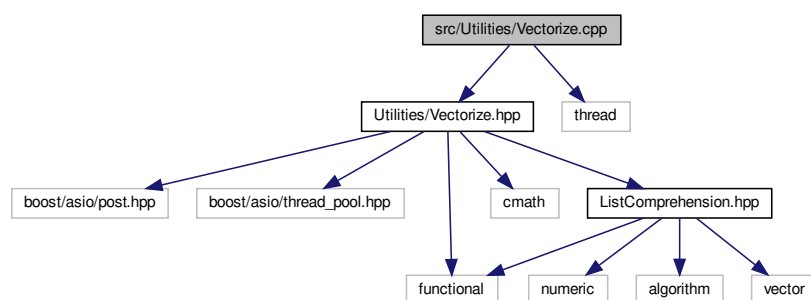 src/Utilities/Vectorize.cpp
Utilities/Vectorize.hpp
thread
boost/asio/post.hpp
boost/asio/thread_pool.hpp
cmath
ListComprehension.hpp
functional
numeric
algorithm
vector